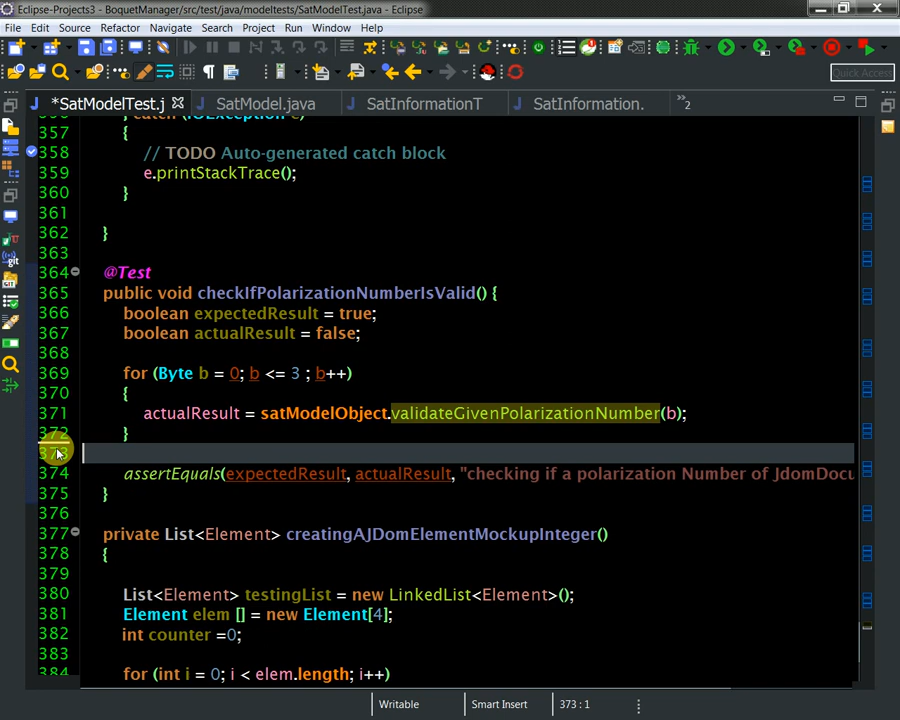 Eclipse-Projects3 - BoquetManager/src/test/java/modeltests/SatModelTest.java - Eclipse
File Edit Source Refactor Navigate Search Project Run Window Help
Quick Access
*SatModelTest.j SatModel.java SatInformationT SatInformation. »2
357 {
358 // TODO Auto-generated catch block
359 e.printStackTrace();
360 }
361
362 }
363
364 @Test
365 public void checkIfPolarizationNumberIsValid() {
366 boolean expectedResult = true;
367 boolean actualResult = false;
368
369 for (Byte b = 0; b <= 3 ; b++)
370 {
371 actualResult = satModelObject.validateGivenPolarizationNumber(b);
372 }
373
374 assertEquals(expectedResult, actualResult, "checking if a polarization Number of JdomDocu
375 }
376
377 private List<Element> creatingAJDomElementMockupInteger()
378 {
379
380 List<Element> testingList = new LinkedList<Element>();
381 Element elem [] = new Element[4];
382 int counter =0;
383
384 for (int i = 0; i < elem.length; i++)
Writable Smart Insert 373 : 1